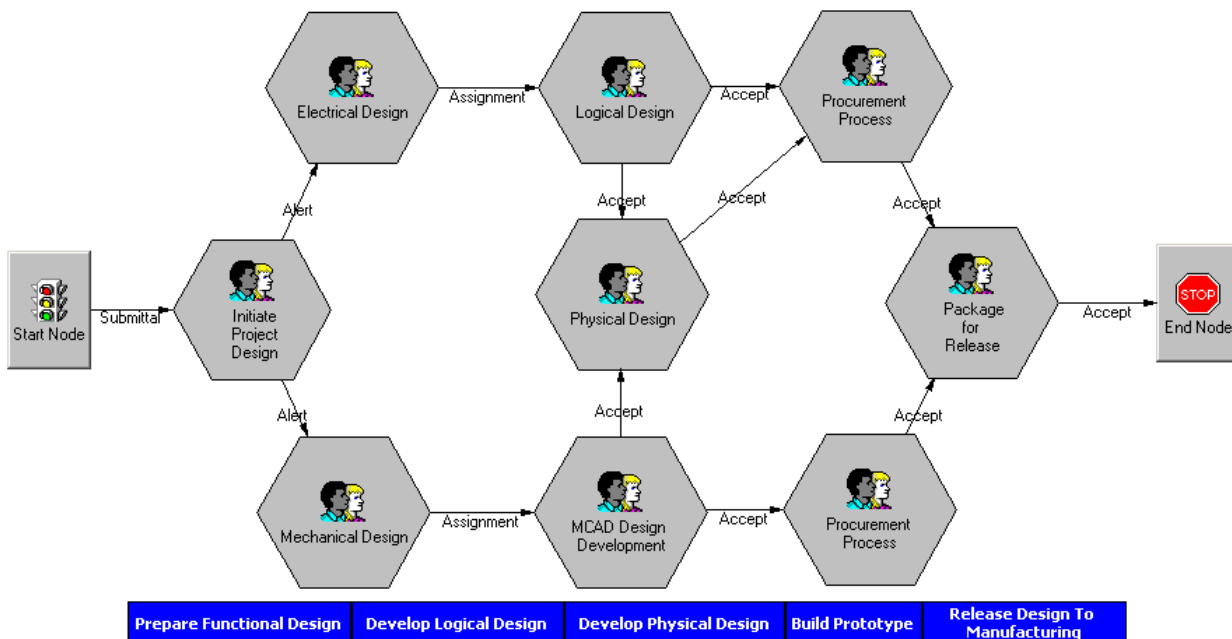 Electrical Design
Assignment
Logical Design
Accept
Procurement
Process
Alert
Accept
Accept
Accept
Start Node
Submittal
Initiate
Project
Design
Physical Design
Package
for
Release
Accept
STOP
End Node
Alert
Accept
Accept
Mechanical Design
Assignment
MCAD Design
Development
Accept
Procurement
Process
Prepare Functional Design
Develop Logical Design
Develop Physical Design
Build Prototype
Release Design To
Manufacturing